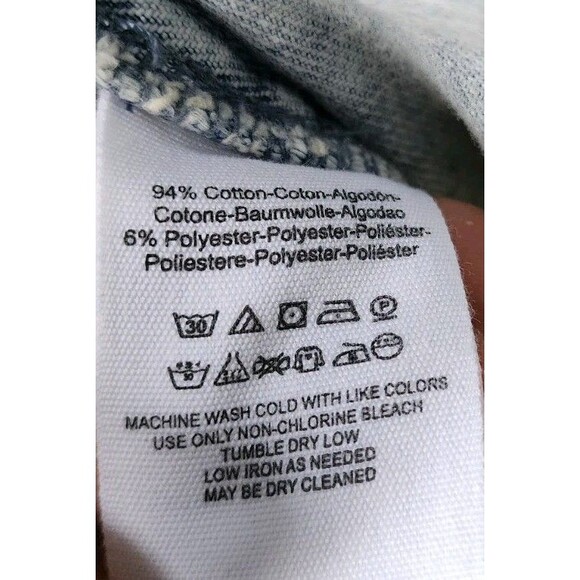 94% Cotton-Coton-Algodón-
Cotone-Baumwolle-Algodao
6% Polyester-Polyester-Poliéster-
Poliestere-Polyester-Poliéster
30
P
MACHINE WASH COLD WITH LIKE COLORS
USE ONLY NON-CHLORINE BLEACH
TUMBLE DRY LOW
LOW IRON AS NEEDED
MAY BE DRY CLEANED